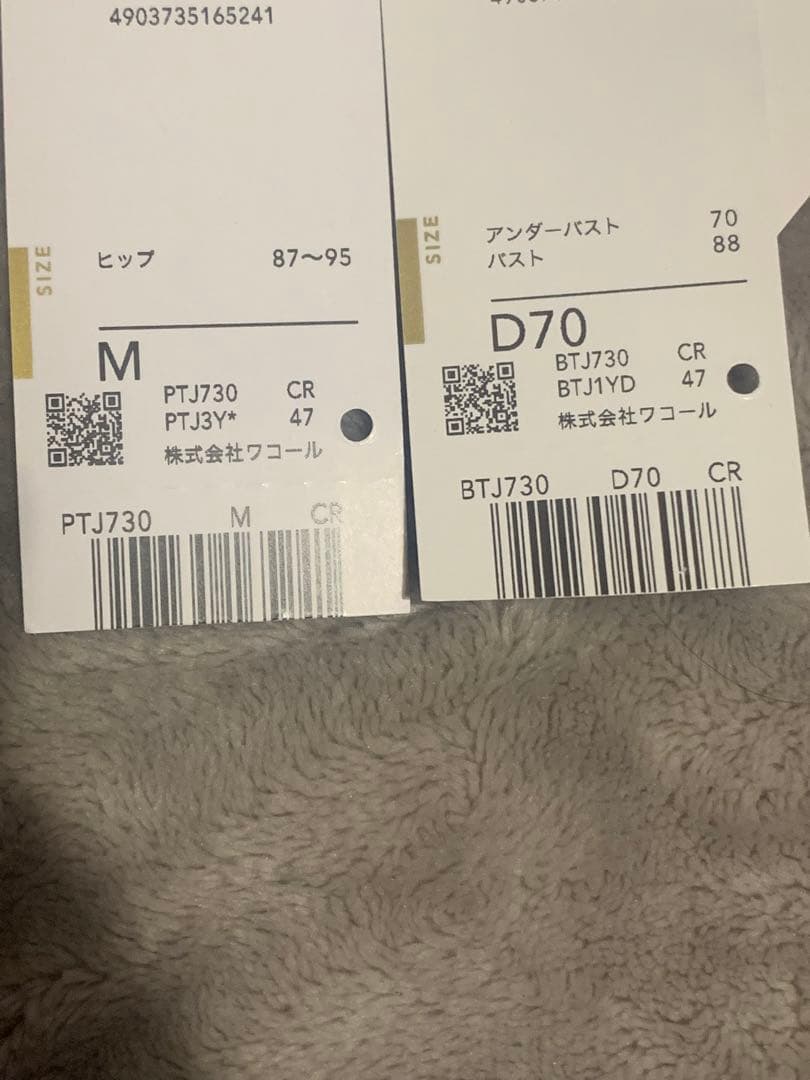 4903735165241
SIZE
ヒップ 87〜95
M
PTJ730 CR
PTJ3Y* 47
株式会社ワコール
PTJ730 M CR
SIZE
アンダーバスト 70
バスト 88
D70
BTJ730 CR
BTJ1YD 47
株式会社ワコール
BTJ730 D70 CR